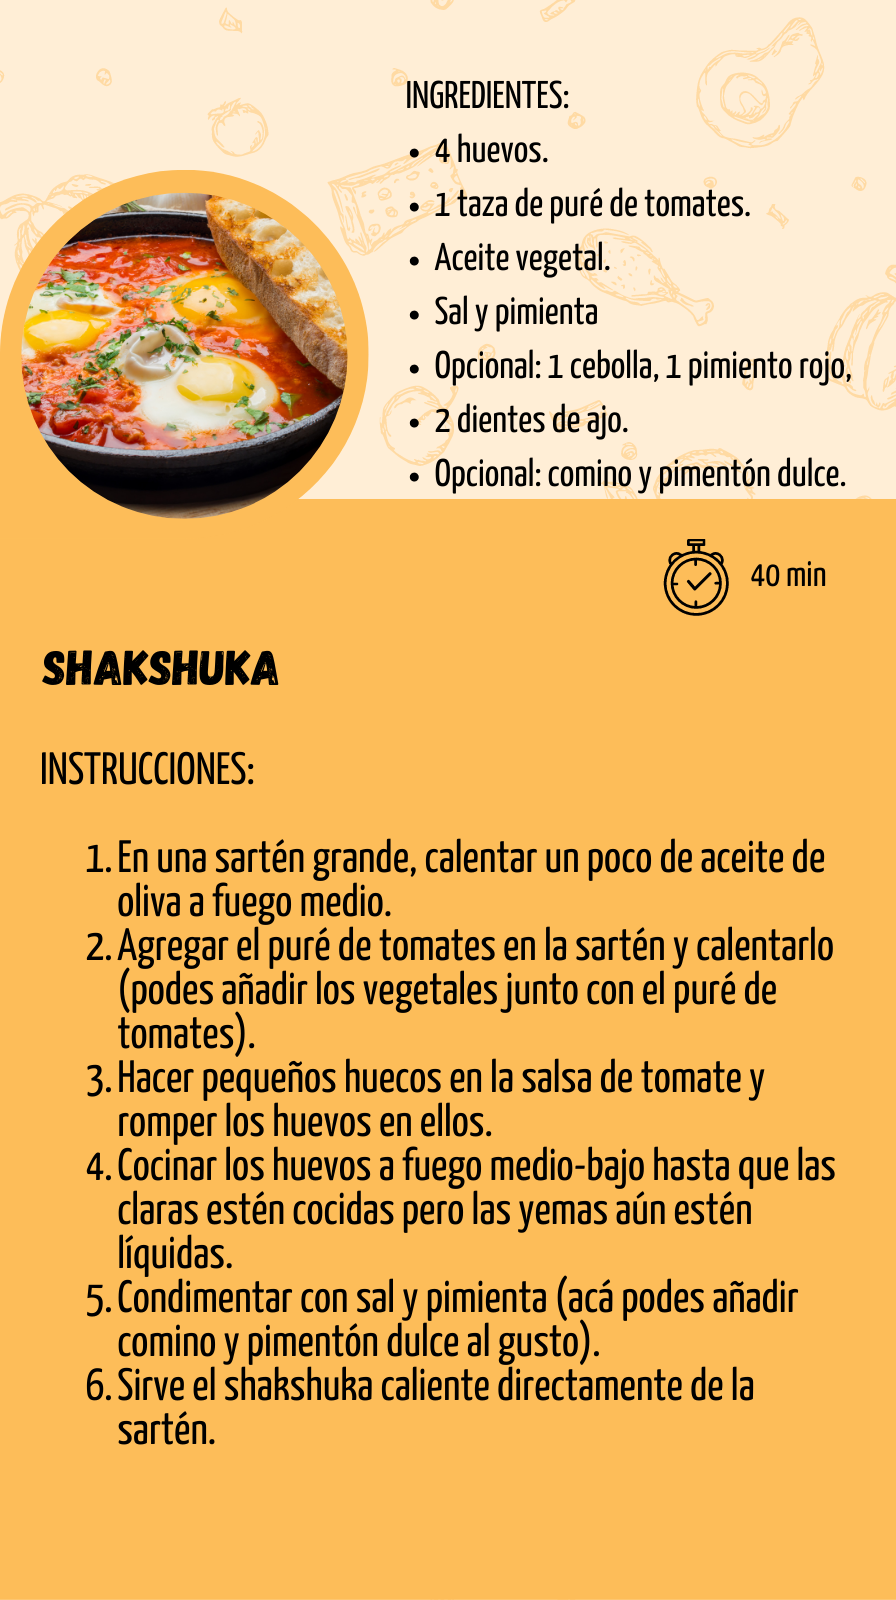 INGREDIENTES:
• 4 huevos.
• 1 taza de puré de tomates.
• Aceite vegetal.
• Sal y pimienta
• Opcional: 1 cebolla, 1 pimiento rojo,
• 2 dientes de ajo.
• Opcional: comino y pimentón dulce.
40 min
SHAKSHUKA
INSTRUCCIONES:
1. En una sartén grande, calentar un poco de aceite de
oliva a fuego medio.
2. Agregar el puré de tomates en la sartén y calentarlo
(podes añadir los vegetales junto con el puré de
tomates).
3. Hacer pequeños huecos en la salsa de tomate y
romper los huevos en ellos.
4. Cocinar los huevos a fuego medio-bajo hasta que las
claras estén cocidas pero las yemas aún estén
líquidas.
5. Condimentar con sal y pimienta (acá podes añadir
comino y pimentón dulce al gusto).
6. Sirve el shakshuka caliente directamente de la
sartén.